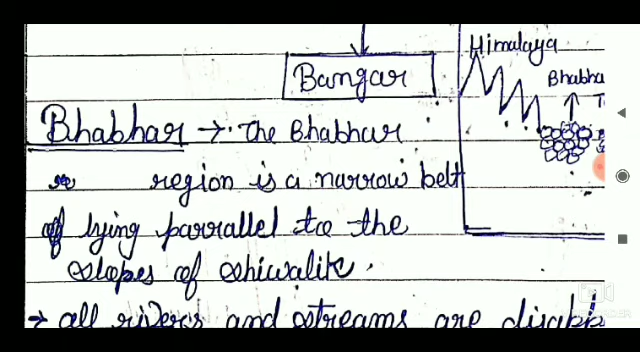 Himalaya
Bangar
Bhabha
Bhabhar → The Bhabhar
region is a narrow belt
of lying parrallel to the
slopes of shiwalik.
→ all rivers and streams are disapp